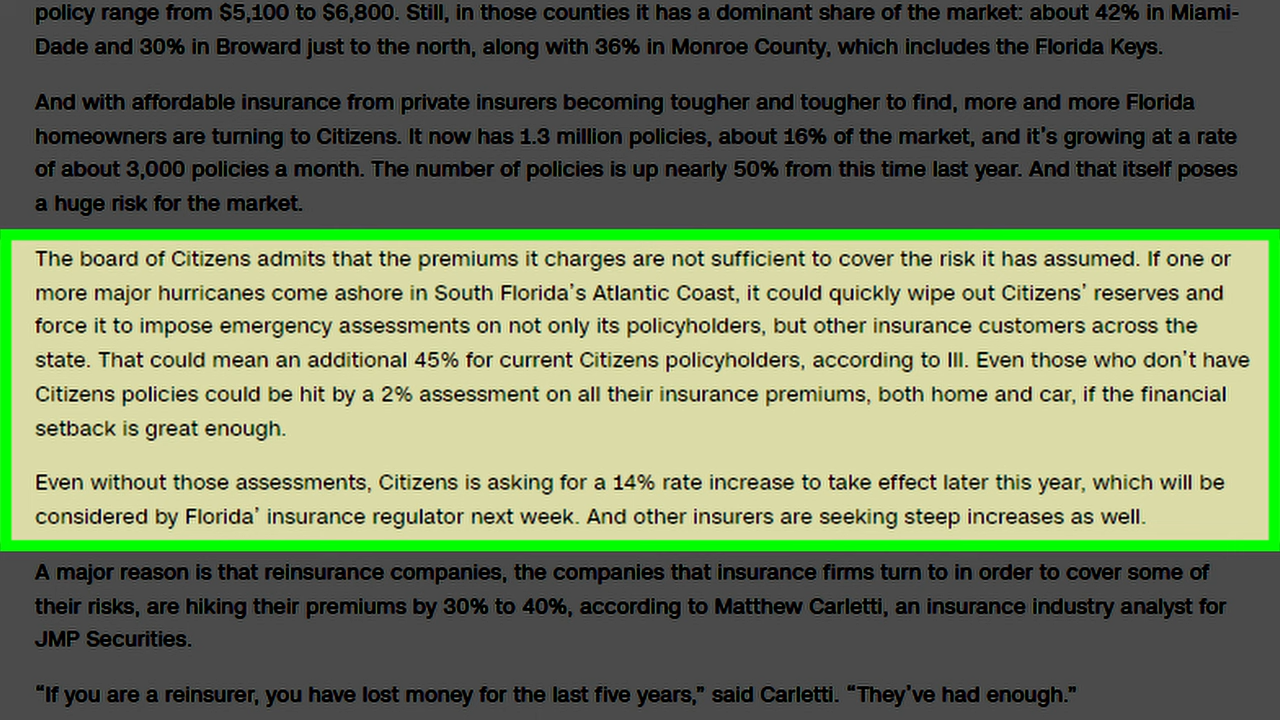 policy range from $5,100 to $6,800. Still, in those counties it has a dominant share of the market: about 42% in Miami-
Dade and 30% in Broward just to the north, along with 36% in Monroe County, which includes the Florida Keys.
And with affordable insurance from private insurers becoming tougher and tougher to find, more and more Florida
homeowners are turning to Citizens. It now has 1.3 million policies, about 16% of the market, and it's growing at a rate
of about 3,000 policies a month. The number of policies is up nearly 50% from this time last year. And that itself poses
a huge risk for the market.
The board of Citizens admits that the premiums it charges are not sufficient to cover the risk it has assumed. If one or
more major hurricanes come ashore in South Florida's Atlantic Coast, it could quickly wipe out Citizens' reserves and
force it to impose emergency assessments on not only its policyholders, but other insurance customers across the
state. That could mean an additional 45% for current Citizens policyholders, according to III. Even those who don't have
Citizens policies could be hit by a 2% assessment on all their insurance premiums, both home and car, if the financial
setback is great enough.
Even without those assessments, Citizens is asking for a 14% rate increase to take effect later this year, which will be
considered by Florida' insurance regulator next week. And other insurers are seeking steep increases as well.
A major reason is that reinsurance companies, the companies that insurance firms turn to in order to cover some of
their risks, are hiking their premiums by 30% to 40%, according to Matthew Carletti, an insurance industry analyst for
JMP Securities.
“If you are a reinsurer, you have lost money for the last five years,” said Carletti. “They've had enough.”